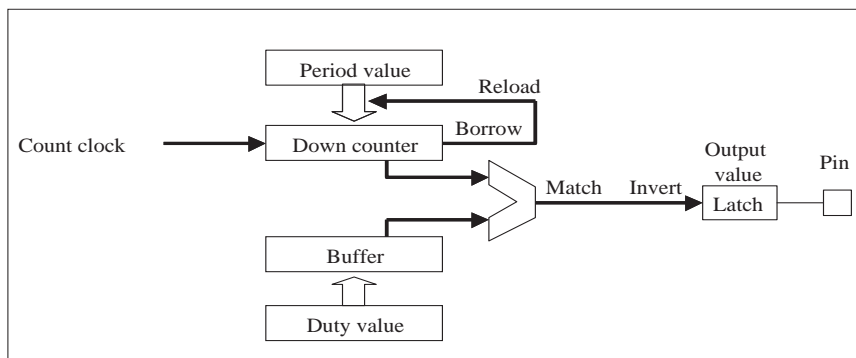 Period value
Reload
Borrow
Count clock
Down counter
Output
value
Pin
Match
Invert
Latch
Buffer
Duty value